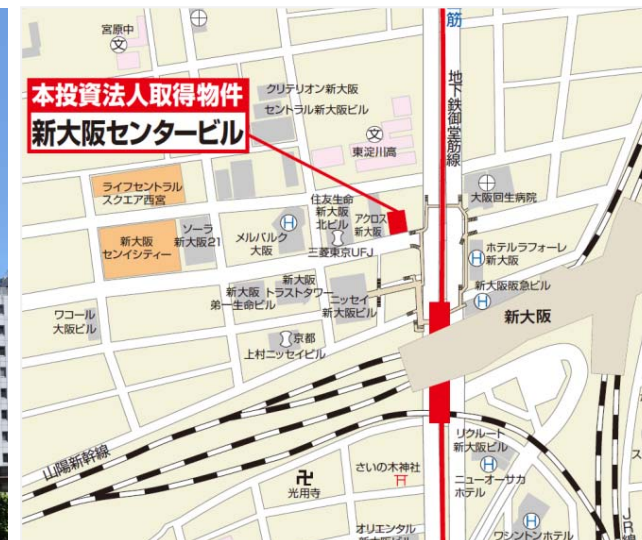 宮原中
筋
本投資法人取得物件
新大阪センタービル
クリテリオン新大阪
セントラル新大阪ビル
地下鉄御堂筋線
東淀川高
ライフセントラル
スクエア西宮
住友生命
新大阪
北ビル
アクロス
新大阪
大阪回生病院
新大阪
センイシティー
ソーラ
新大阪21
メルパルク
大阪
三菱東京UFJ
ホテルラフォーレ
新大阪
新大阪
第一生命ビル
新大阪
トラストタワー
ニッセイ
新大阪ビル
新大阪阪急ビル
新大阪
ワコール
大阪ビル
京都
上村ニッセイビル
山陽新幹線
リクルート
新大阪ビル
さいの木神社
光用寺
ニューオーサカ
ホテル
オリエンタル
新大阪ビル
ワシントンホテル
JR線